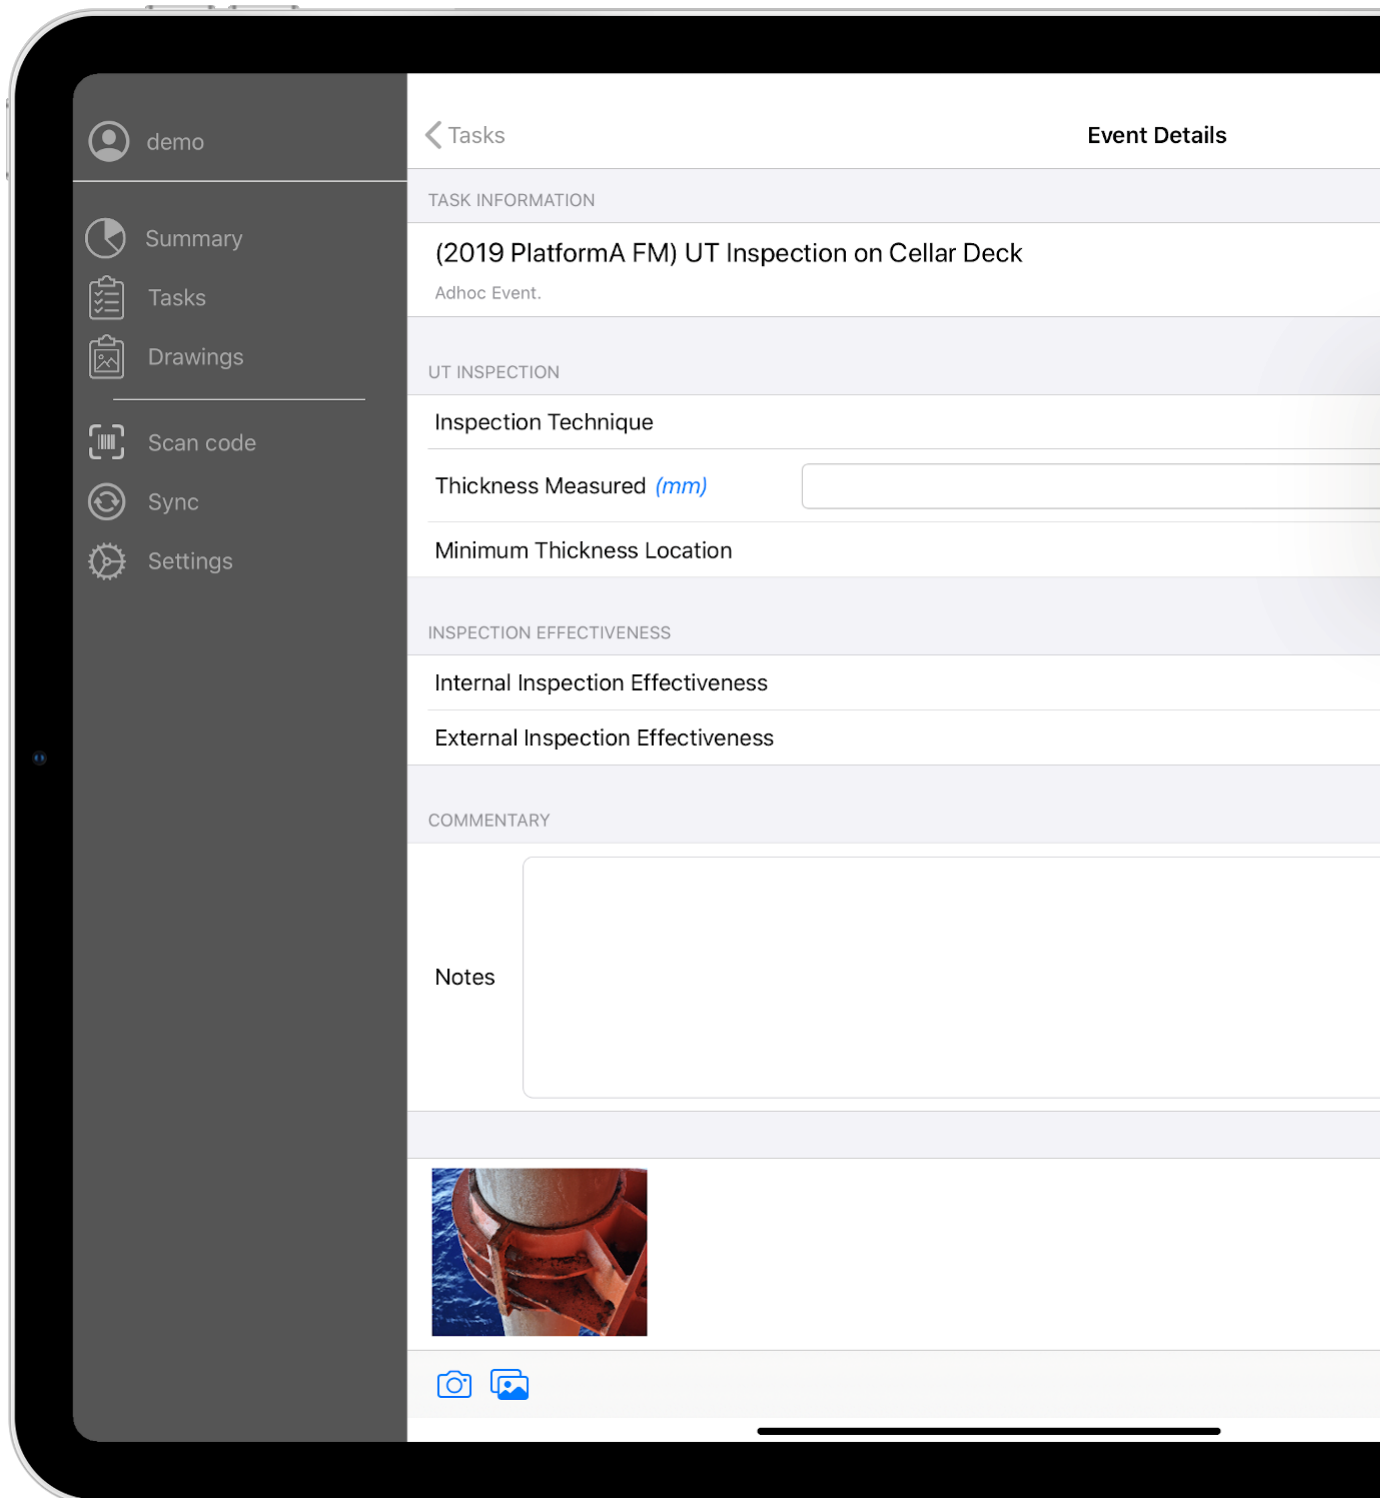 demo
Summary
Tasks
Drawings
Scan code
Sync
Settings
Tasks
Event Details
TASK INFORMATION
(2019 PlatformA FM) UT Inspection on Cellar Deck
Adhoc Event.
UT INSPECTION
Inspection Technique
Thickness Measured (mm)
Minimum Thickness Location
INSPECTION EFFECTIVENESS
Internal Inspection Effectiveness
External Inspection Effectiveness
COMMENTARY
Notes